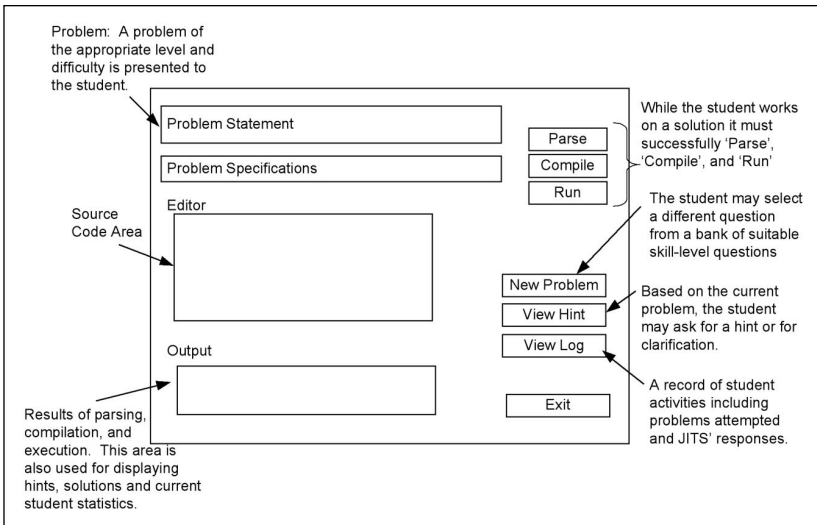 Problem:  A problem of
the appropriate level and
difficulty is presented to
the student.
Problem Statement
Problem Specifications
Parse
Compile
Run
While the student works
on a solution it must
successfully ‘Parse’,
‘Compile’, and ‘Run’
Source
Code Area
Editor
The student may select
a different question
from a bank of suitable
skill-level questions
New Problem
View Hint
View Log
Based on the current
problem, the student
may ask for a hint or for
clarification.
Output
Exit
A record of student
activities including
problems attempted
and JITS’ responses.
Results of parsing,
compilation, and
execution.  This area is
also used for displaying
hints, solutions and current
student statistics.